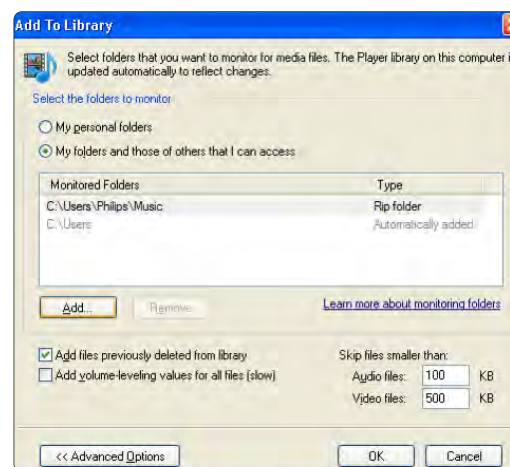 Add To Library
Select folders that you want to monitor for media files. The Player library on this computer i
updated automatically to reflect changes.
Select the folders to monitor
My personal folders
My folders and those of others that I can access
Monitored Folders Type
C:\Users\Philips\Music Rip folder
C:\Users Automatically added
Add... Remove Learn more about monitoring folders
Add files previously deleted from library Skip files smaller than:
Add volume-leveling values for all files (slow) Audio files: 100 KB
Video files: 500 KB
<< Advanced Options OK Cancel